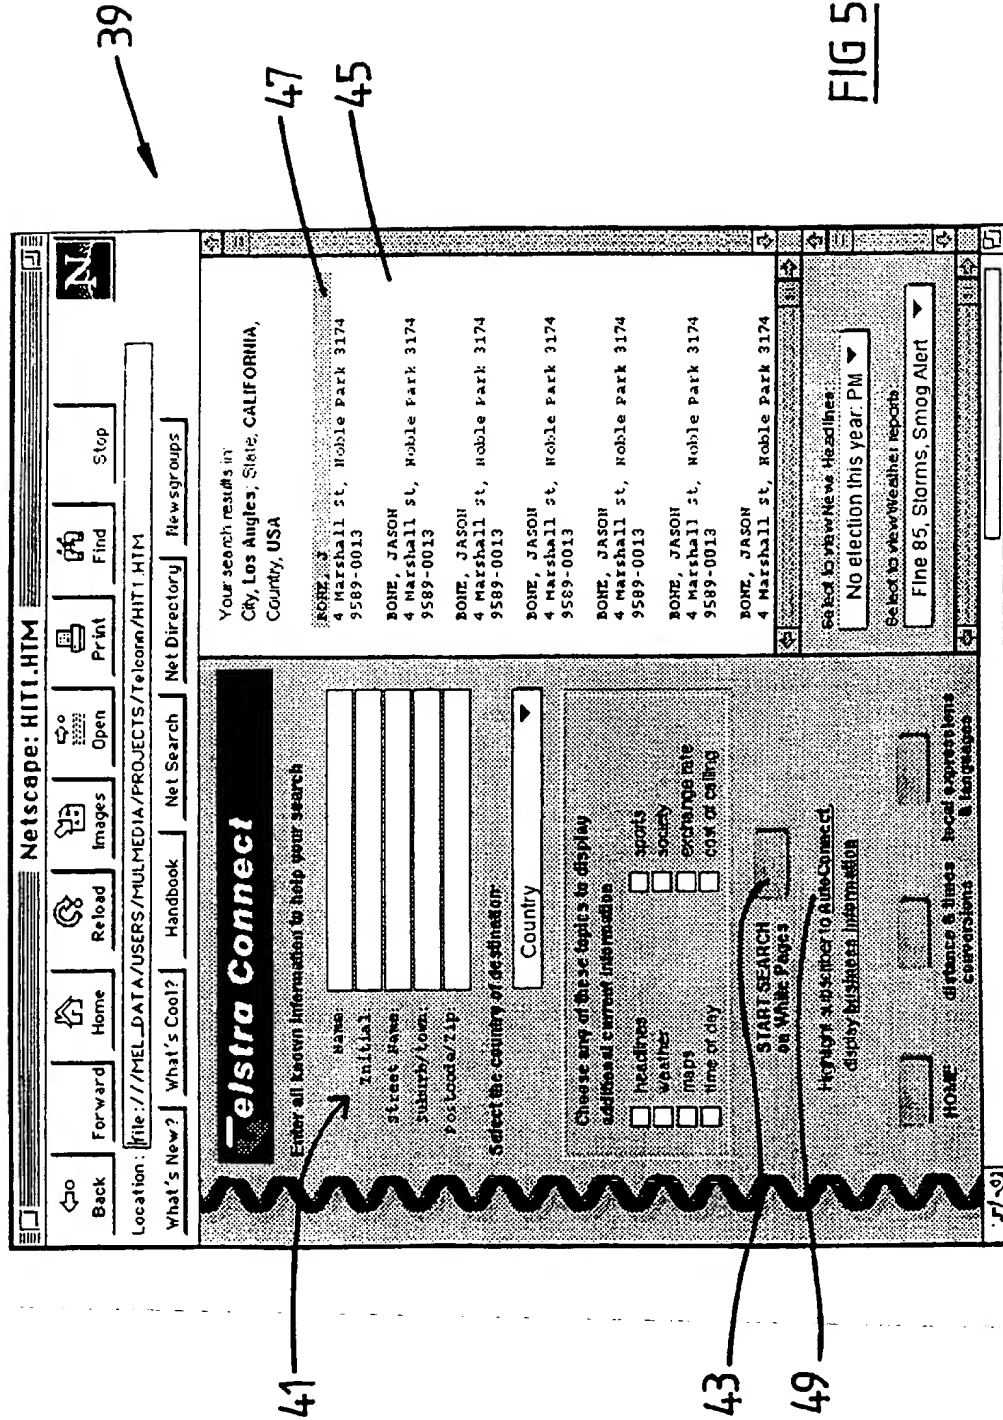 39
Netscape: HIT1.HTM
Back Forward Home Reload Images Open Print Find Stop
N
Location: file:///MEL_DATA/USERS/MULMEDIA/PROJECTS/Telconn/HIT1.HTM
What's New? What's Cool? Handbook Net Search Net Directory Newsgroups
Telstra Connect
Enter all known information to help your search
41
Name
Initial
Street Name
Suburb/town
Postcode/Zip
Select the country of destination:
Country
Choose any of these topics to display
additional current information
headlines sports
weather society
maps exchange rate
time of day cost of calling
43
START SEARCH
on White Pages
49
Highlight subscriber to AutoConnect
display business information
HOME
distance & times
conversions
local expressions
& languages
Your search results in
City, Los Angles, State, CALIFORNIA,
Country, USA
47
BONE, J
4 Marshall st, Noble Park 3174
9589-0013
45
BONE, JASON
4 Marshall st, Noble Park 3174
9589-0013
BONE, JASON
4 Marshall st, Noble Park 3174
9589-0013
BONE, JASON
4 Marshall st, Noble Park 3174
9589-0013
BONE, JASON
4 Marshall st, Noble Park 3174
9589-0013
BONE, JASON
4 Marshall st, Noble Park 3174
9589-0013
BONE, JASON
4 Marshall st, Noble Park 3174
Select to view News Headlines:
No election this year: PM
Select to view Weather reports
Fine 85, Storms, Smog Alert
FIG 5